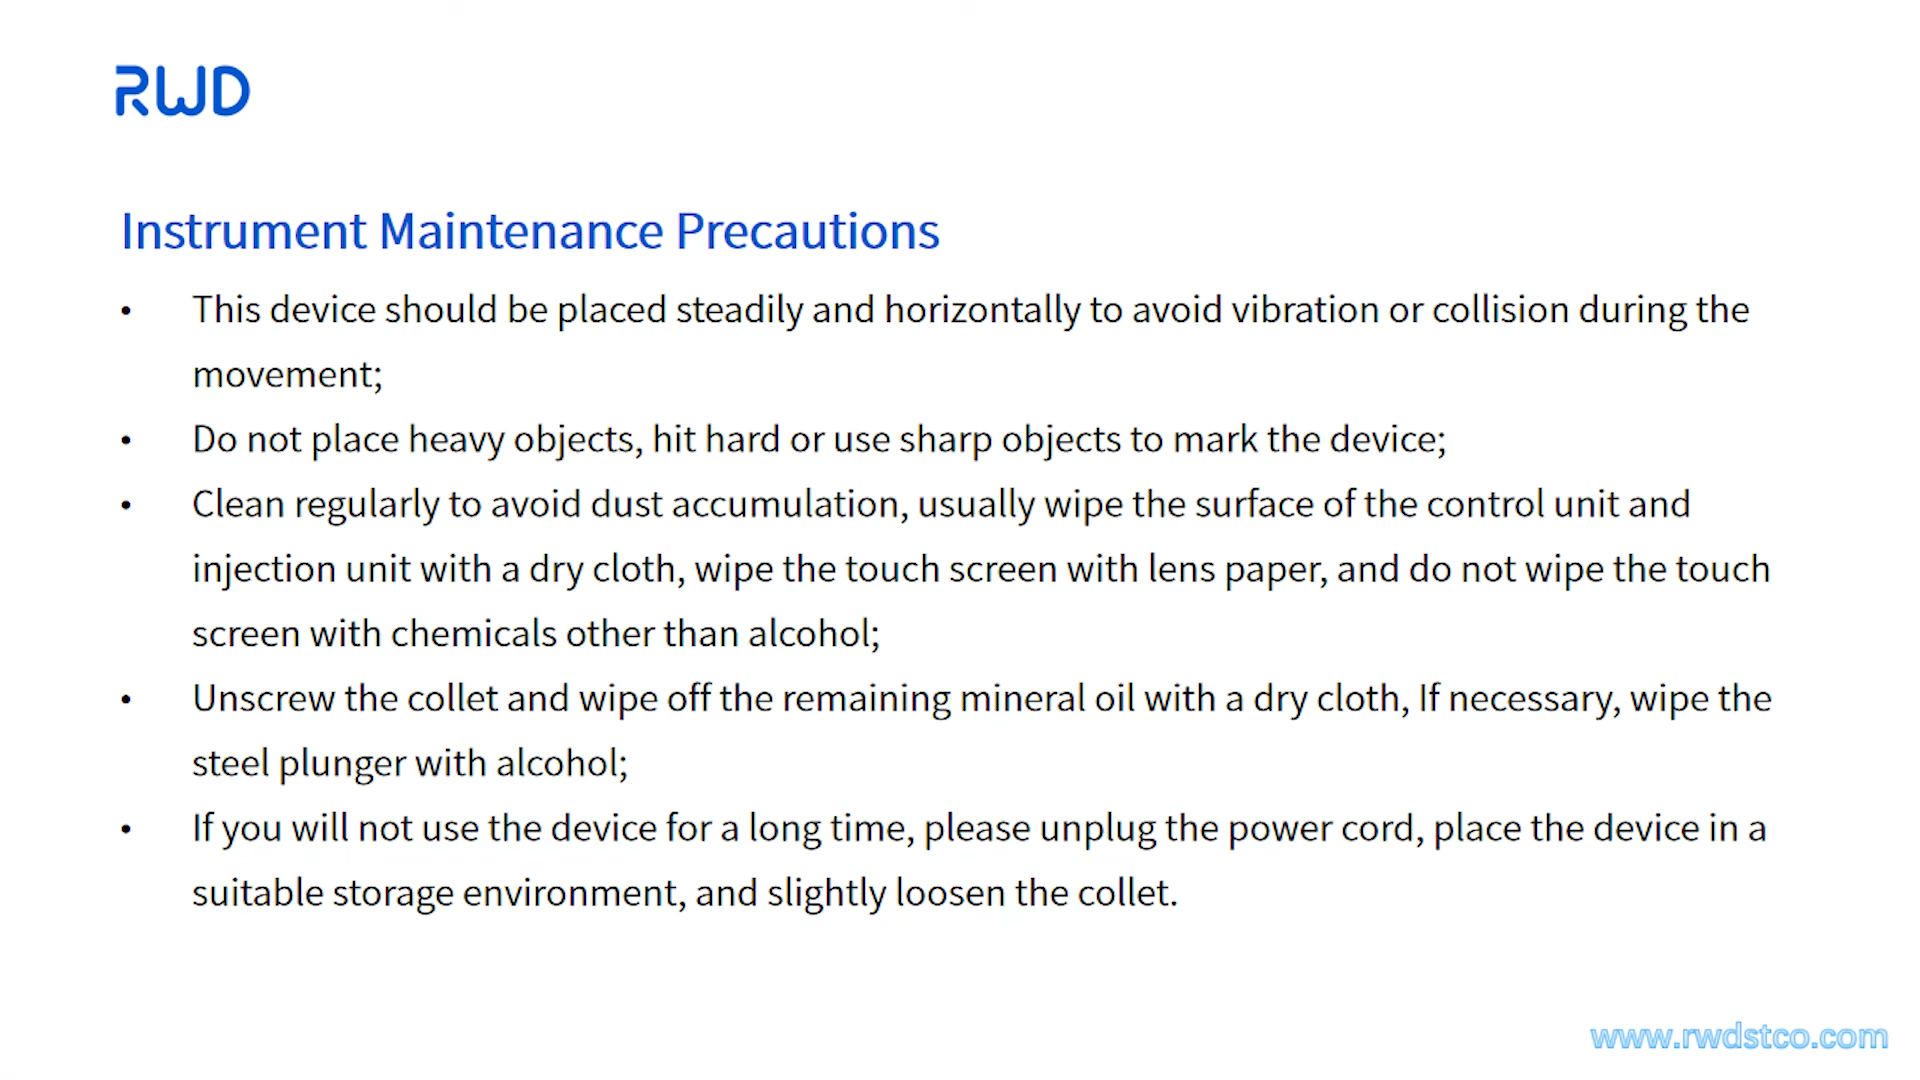 RWD
Instrument Maintenance Precautions
• This device should be placed steadily and horizontally to avoid vibration or collision during the
movement;
• Do not place heavy objects, hit hard or use sharp objects to mark the device;
• Clean regularly to avoid dust accumulation, usually wipe the surface of the control unit and
injection unit with a dry cloth, wipe the touch screen with lens paper, and do not wipe the touch
screen with chemicals other than alcohol;
• Unscrew the collet and wipe off the remaining mineral oil with a dry cloth, If necessary, wipe the
steel plunger with alcohol;
• If you will not use the device for a long time, please unplug the power cord, place the device in a
suitable storage environment, and slightly loosen the collet.
www.rwdstco.com